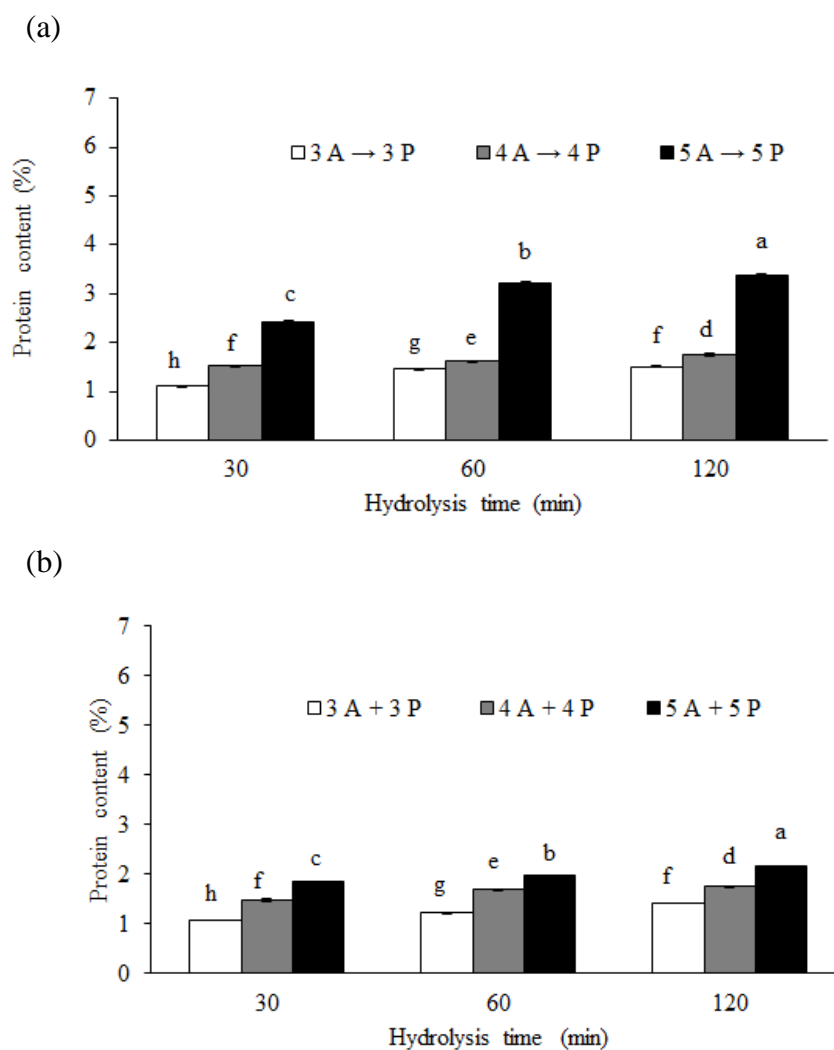 (a)
Protein content (%)
7
6
5
4
3
2
1
0
3 A → 3 P 4 A → 4 P 5 A → 5 P
h f c
g e b
f d a
30 60 120
Hydrolysis time (min)
(b)
Protein content (%)
7
6
5
4
3
2
1
0
3 A + 3 P 4 A + 4 P 5 A + 5 P
h f c
g e b
f d a
30 60 120
Hydrolysis time (min)